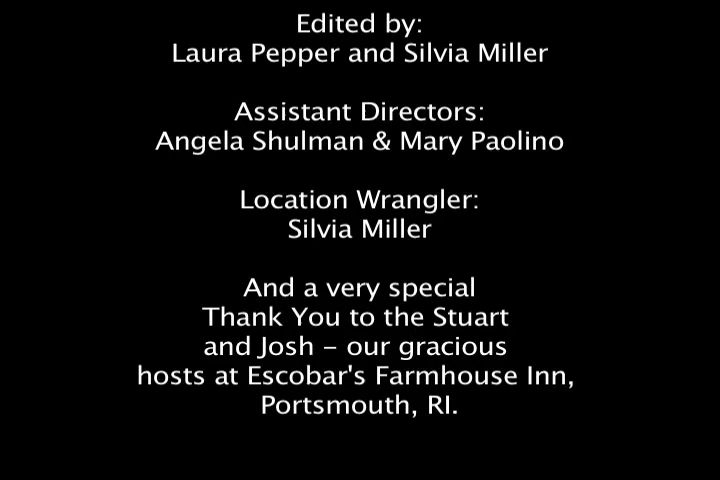 Edited by:
Laura Pepper and Silvia Miller
Assistant Directors:
Angela Shulman & Mary Paolino
Location Wrangler:
Silvia Miller
And a very special
Thank You to the Stuart
and Josh – our gracious
hosts at Escobar's Farmhouse Inn,
Portsmouth, RI.